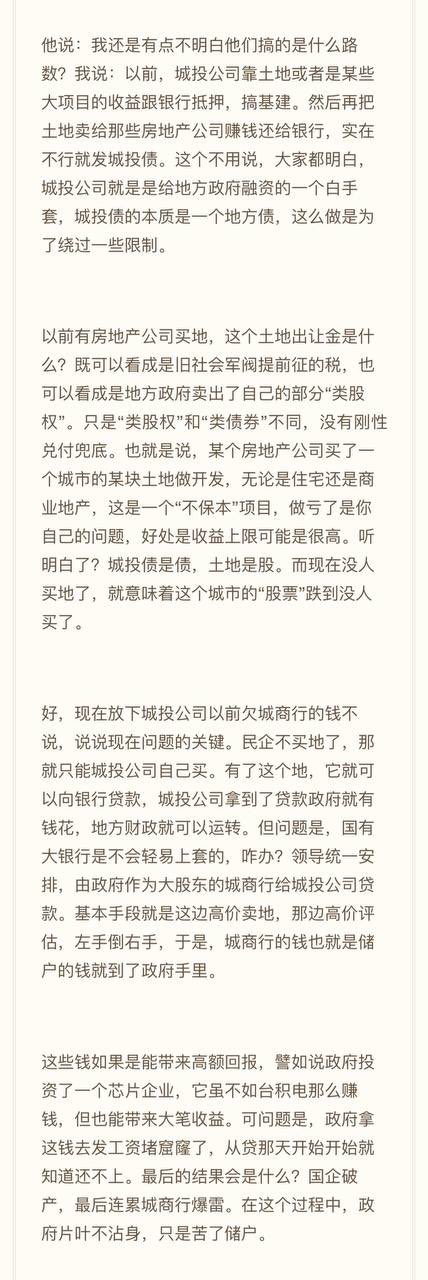 他说：我还是有点不明白他们搞的是什么路
数？我说：以前，城投公司靠土地或者是某些
大项目的收益跟银行抵押，搞基建。然后再把
土地卖给那些房地产公司赚钱还给银行，实在
不行就发城投债。这个不用说，大家都明白，
城投公司就是是给地方政府融资的一个白手
套，城投债的本质是一个地方债，这么做是为
了绕过一些限制。
以前有房地产公司买地，这个土地出让金是什
么？既可以看成是旧社会军阀提前征的税，也
可以看成是地方政府卖出了自己的部分“类股
权”。只是“类股权”和“类债券”不同，没有刚性
兑付兜底。也就是说，某个房地产公司买了一
个城市的某块土地做开发，无论是住宅还是商
业地产，这是一个“不保本”项目，做亏了是你
自己的问题，好处是收益上限可能是很高。听
明白了？城投债是债，土地是股。而现在没人
买地了，就意味着这个城市的“股票”跌到没人
买了。
好，现在放下城投公司以前欠城商行的钱不
说，说说现在问题的关键。民企不买地了，那
就只能城投公司自己买。有了这个地，它就可
以向银行贷款，城投公司拿到了贷款政府就有
钱花，地方财政就可以运转。但问题是，国有
大银行是不会轻易上套的，咋办？领导统一安
排，由政府作为大股东的城商行给城投公司贷
款。基本手段就是这边高价卖地，那边高价评
估，左手倒右手，于是，城商行的钱也就是储
户的钱就到了政府手里。
这些钱如果是能带来高额回报，譬如说政府投
资了一个芯片企业，它虽不如台积电那么赚
钱，但也能带来大笔收益。可问题是，政府拿
这钱去发工资堵窟窿了，从贷那天开始开始就
知道还不上。最后的结果会是什么？国企破
产，最后连累城商行爆雷。在这个过程中，政
府片叶不沾身，只是苦了储户。